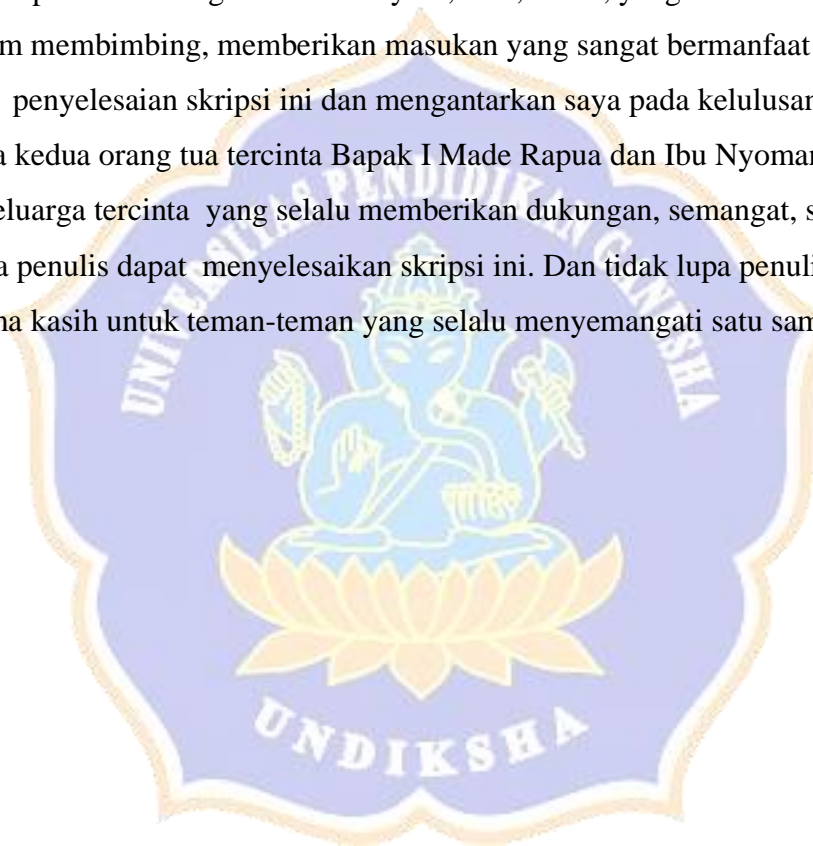 m membimbing, memberikan masukan yang sangat bermanfaat
penyelesaian skripsi ini dan mengantarkan saya pada kelulusan
a kedua orang tua tercinta Bapak I Made Rapua dan Ibu Nyoman
eluarga tercinta yang selalu memberikan dukungan, semangat, s
a penulis dapat menyelesaikan skripsi ini. Dan tidak lupa penuli
na kasih untuk teman-teman yang selalu menyemangati satu sam
UNIVERSITAS PENDIDIKAN GANESHA
UNDIKSHA